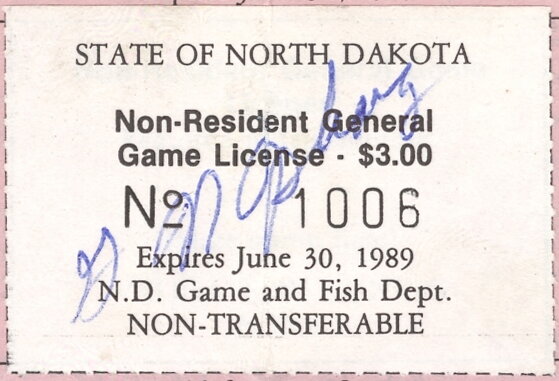 STATE OF NORTH DAKOTA
Non-Resident General
Game License - $3.00
No 1006
Expires June 30, 1989
N.D. Game and Fish Dept.
NON-TRANSFERABLE